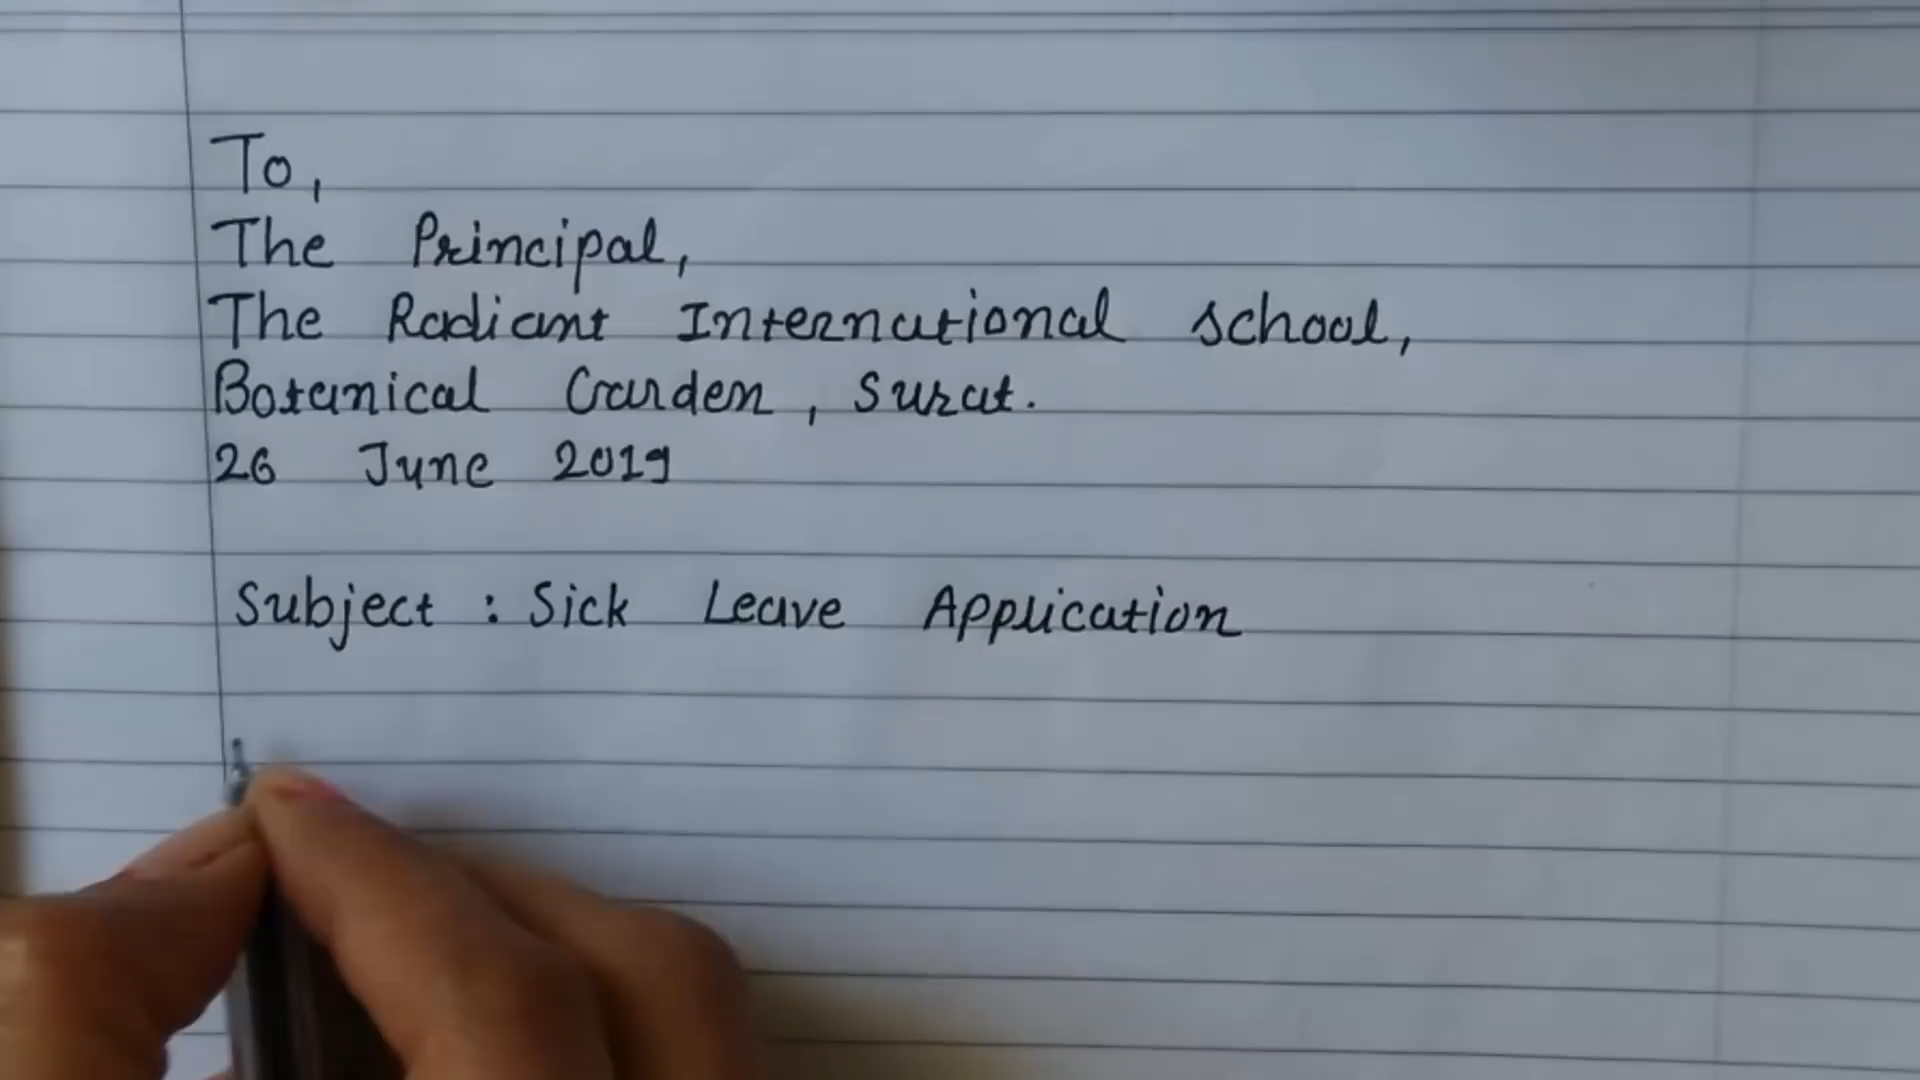 To,
The Principal,
The Radiant International school,
Botanical Garden, Surat.
26 June 2019
Subject : Sick Leave Application